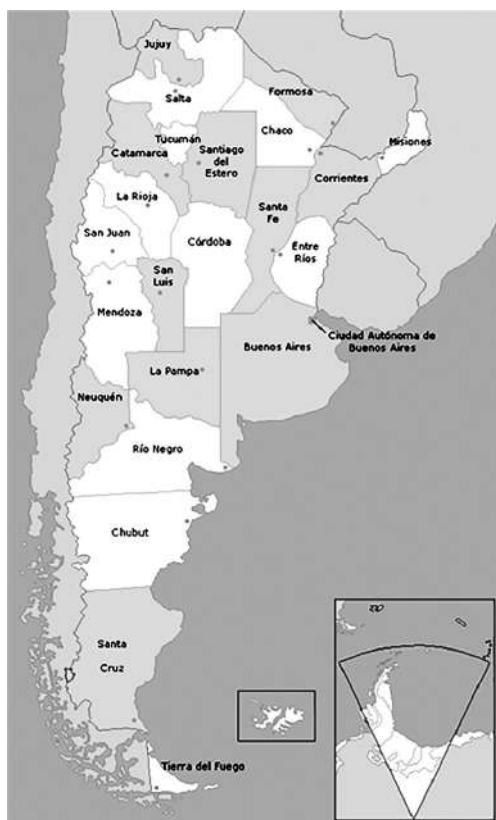 Jujuy
Salta
Formosa
Chaco
Misiones
Tucumán
Catamarca
Santiago
del
Estero
Corrientes
La Rioja
Santa
Fe
San Juan
Córdoba
Entre
Ríos
San
Luis
Mendoza
Ciudad Autónoma de
Buenos Aires
Buenos Aires
La Pampa
Neuquén
Río Negro
Chubut
Santa
Cruz
Tierra del Fuego